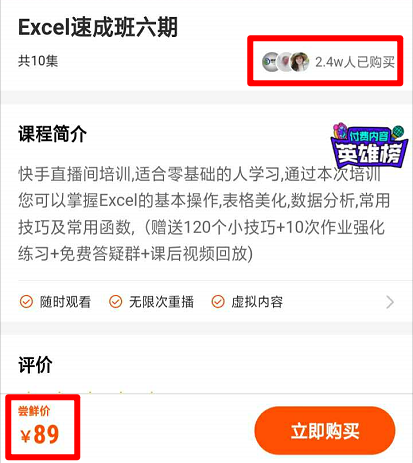 Excel速成班六期
共10集
2.4w人已购买
课程简介
付费内容
英雄榜
快手直播间培训,适合零基础的人学习,通过本次培训
您可以掌握Excel的基本操作,表格美化,数据分析,常用
技巧及常用函数,（赠送120个小技巧+10次作业强化
练习+免费答疑群+课后视频回放)
随时观看
无限次重播
虚拟内容
评价
尝鲜价
¥89
立即购买